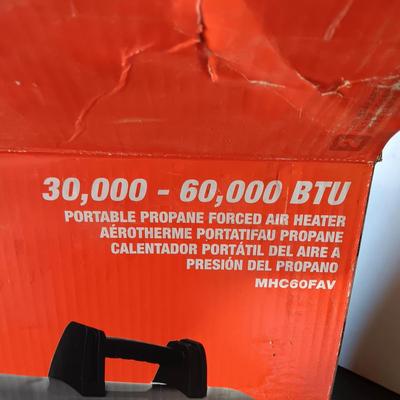 30,000 - 60,000 BTU
PORTABLE PROPANE FORCED AIR HEATER
AÉROTHERME PORTATIFAU PROPANE
CALENTADOR PORTÁTIL DEL AIRE A
PRESIÓN DEL PROPANO
MHC60FAV